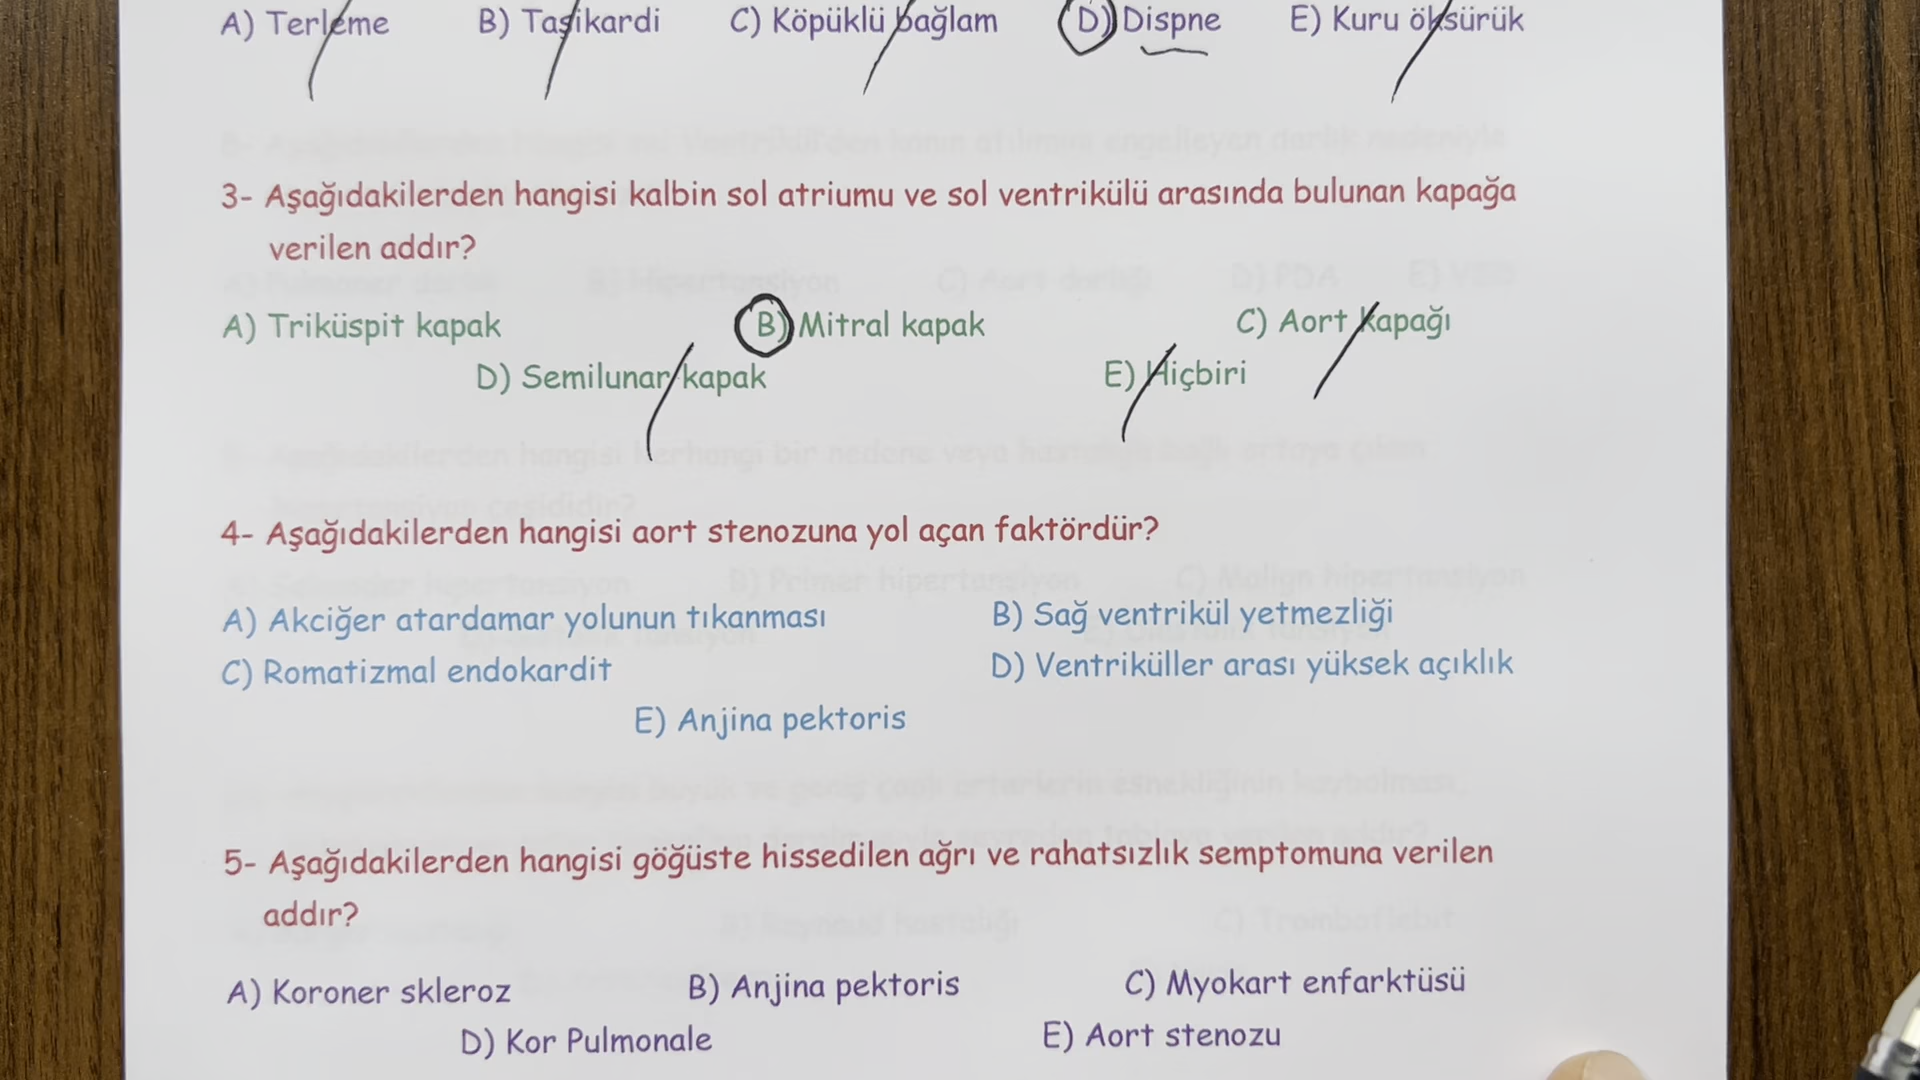 A) Terleme B) Taşikardi C) Köpüklü bağlam D) Dispne E) Kuru öksürük
3- Aşağıdakilerden hangisi kalbin sol atriumu ve sol ventrikülü arasında bulunan kapağa
verilen addır?
A) Triküspit kapak B) Mitral kapak C) Aort kapağı
D) Semilunar kapak E) Hiçbiri
4- Aşağıdakilerden hangisi aort stenozuna yol açan faktördür?
A) Akciğer atardamar yolunun tıkanması B) Sağ ventrikül yetmezliği
C) Romatizmal endokardit D) Ventriküller arası yüksek açıklık
E) Anjina pektoris
5- Aşağıdakilerden hangisi göğüste hissedilen ağrı ve rahatsızlık semptomuna verilen
addır?
A) Koroner skleroz B) Anjina pektoris C) Myokart enfarktüsü
D) Kor Pulmonale E) Aort stenozu